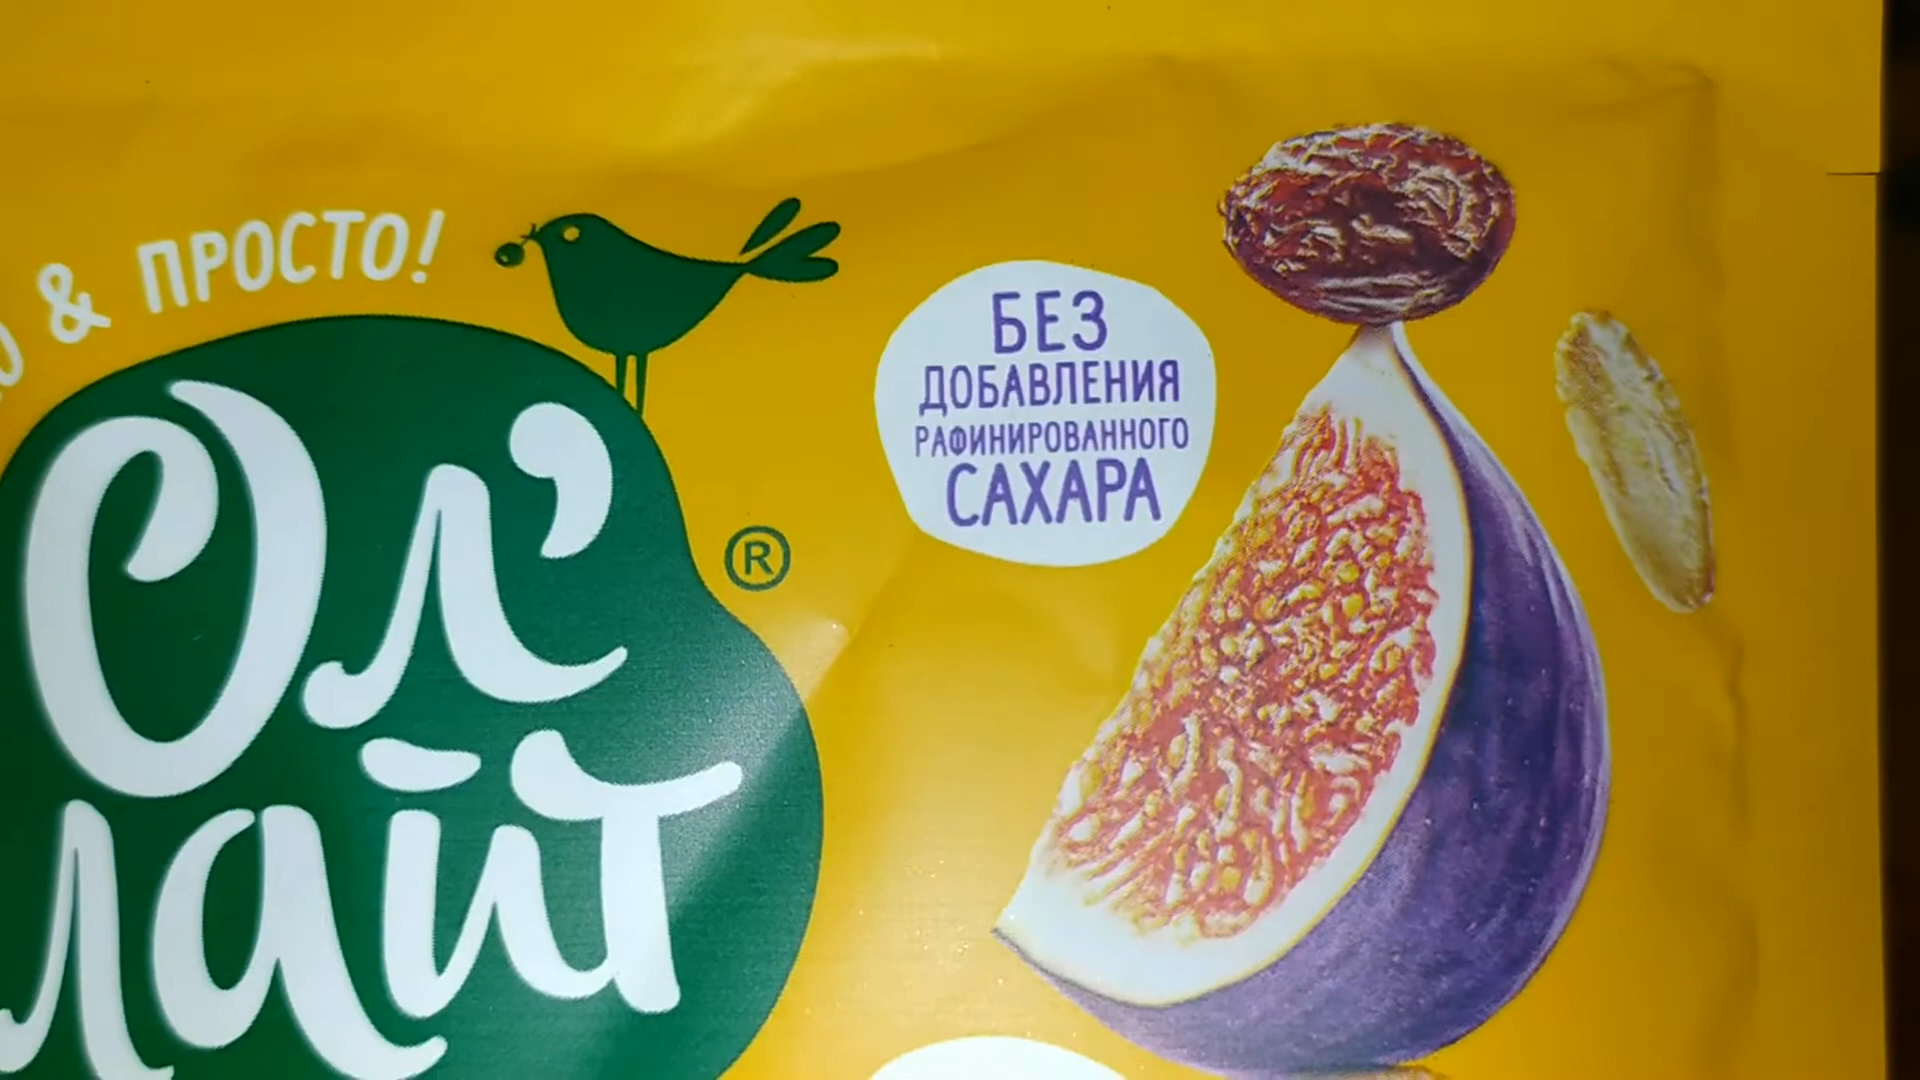 & ПРОСТО!
Ол'
лайт
®
БЕЗ
ДОБАВЛЕНИЯ
РАФИНИРОВАННОГО
САХАРА